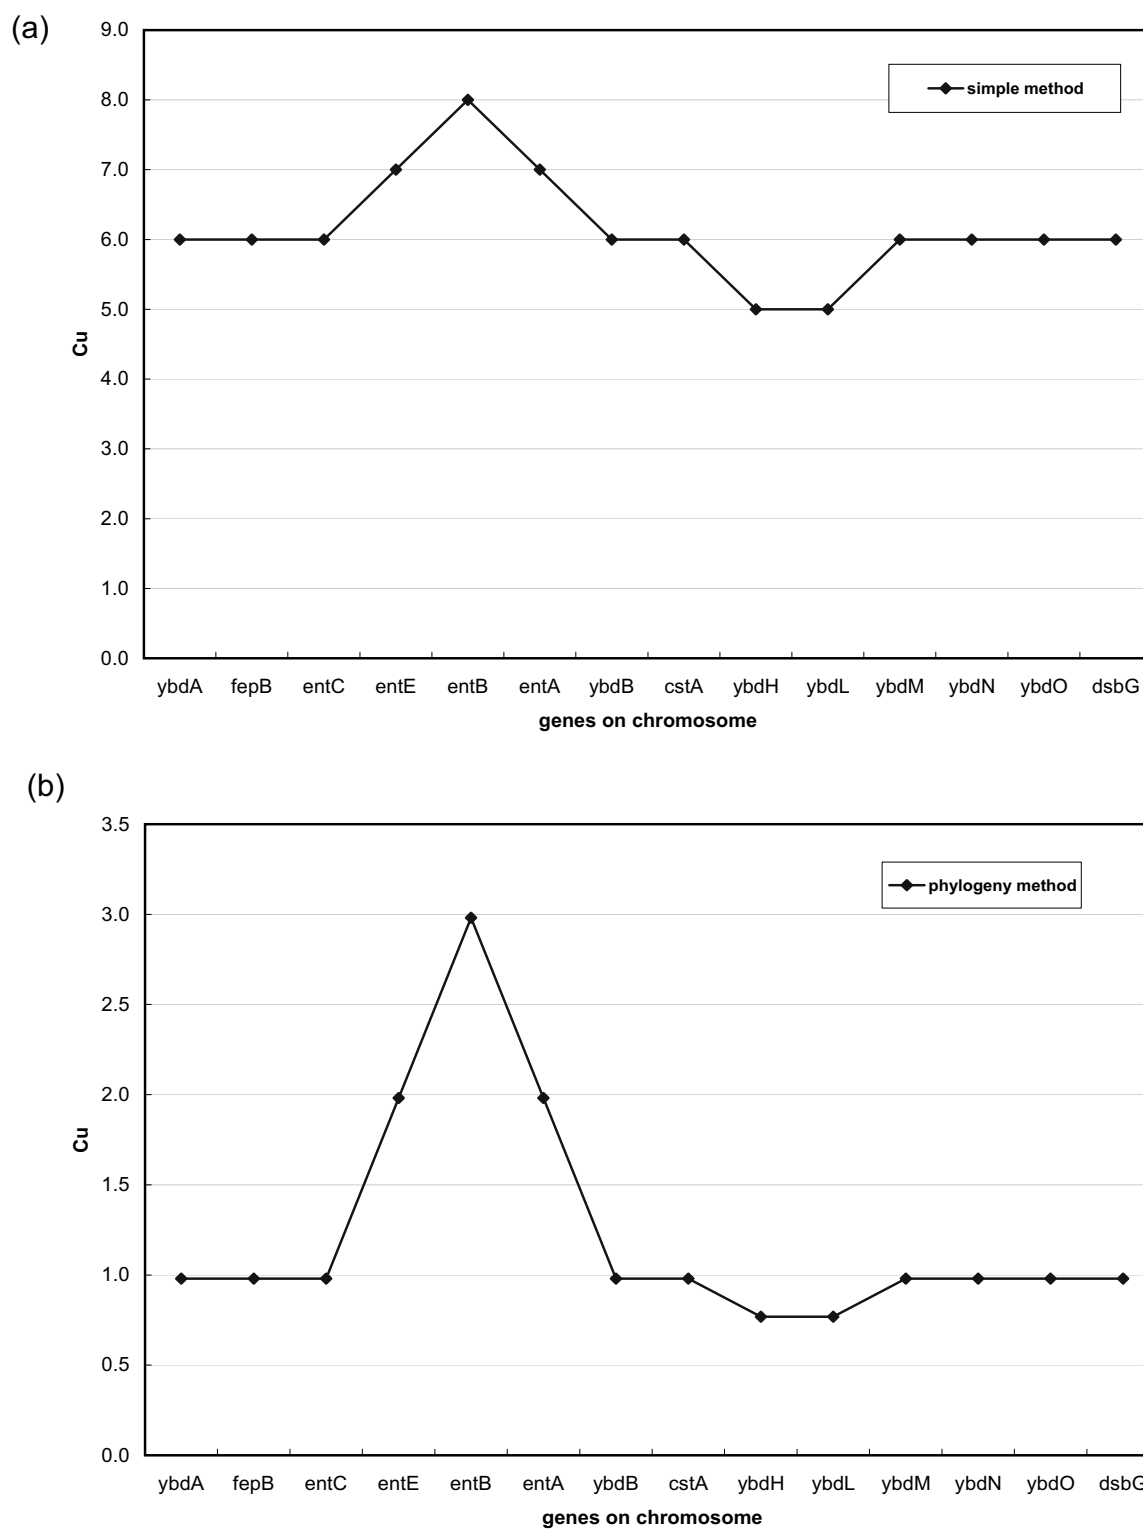 (a)
9.0
simple method
8.0
7.0
6.0
5.0
Cu
4.0
3.0
2.0
1.0
0.0
ybdA fepB entC entE entB entA ybdB cstA ybdH ybdL ybdM ybdN ybdO dsbG
genes on chromosome
(b)
3.5
phylogeny method
3.0
2.5
2.0
Cu
1.5
1.0
0.5
0.0
ybdA fepB entC entE entB entA ybdB cstA ybdH ybdL ybdM ybdN ybdO dsbG
genes on chromosome